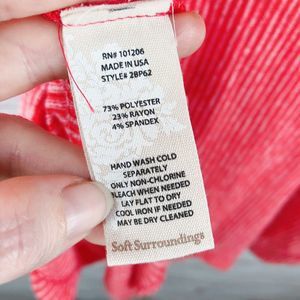 RN# 101206
MADE IN USA
STYLE# 2BP62
73% POLYESTER
23% RAYON
4% SPANDEX
HAND WASH COLD
SEPARATELY
ONLY NON-CHLORINE
BLEACH WHEN NEEDED
LAY FLAT TO DRY
COOL IRON IF NEEDED
MAY BE DRY CLEANED
Soft Surroundings